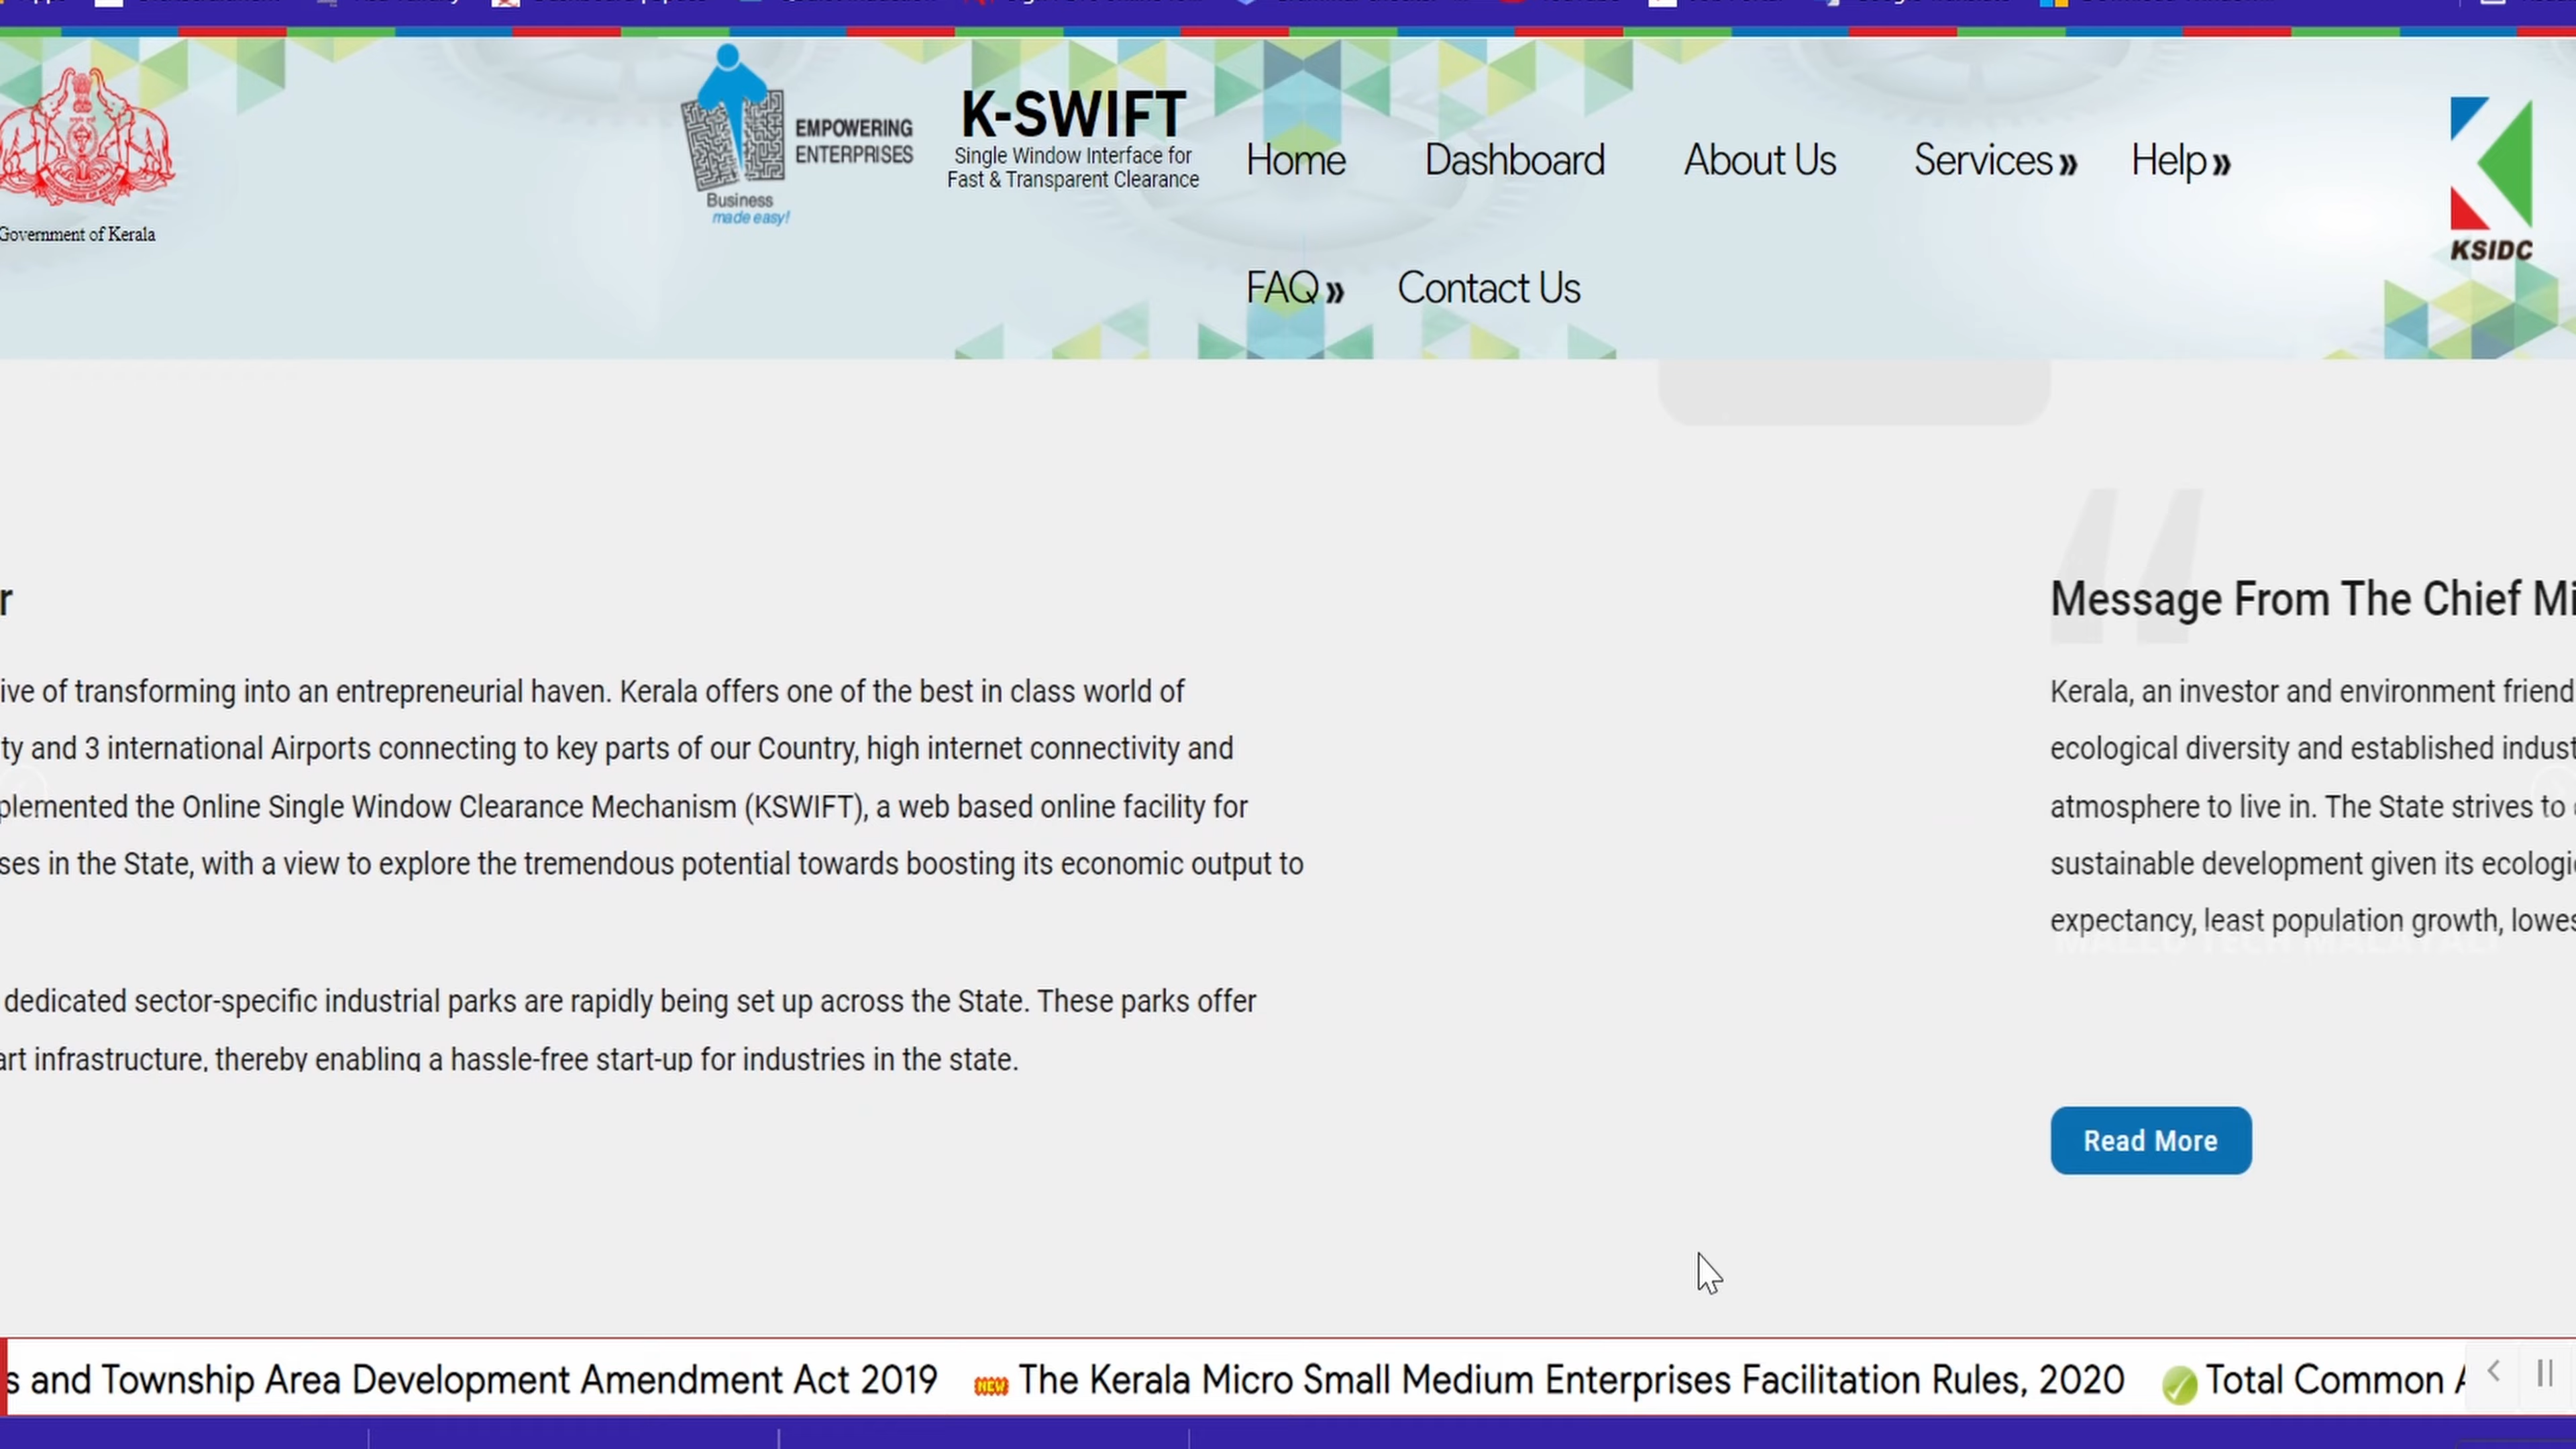 Government of Kerala
EMPOWERING
ENTERPRISES
Business
made easy!
K-SWIFT
Single Window Interface for
Fast & Transparent Clearance
Home Dashboard About Us Services» Help»
FAQ» Contact Us
KSIDC
r
ive of transforming into an entrepreneurial haven. Kerala offers one of the best in class world of
ty and 3 international Airports connecting to key parts of our Country, high internet connectivity and
plemented the Online Single Window Clearance Mechanism (KSWIFT), a web based online facility for
ses in the State, with a view to explore the tremendous potential towards boosting its economic output to
dedicated sector-specific industrial parks are rapidly being set up across the State. These parks offer
art infrastructure, thereby enabling a hassle-free start-up for industries in the state.
Message From The Chief Mi
Kerala, an investor and environment friend
ecological diversity and established indust
atmosphere to live in. The State strives to
sustainable development given its ecologi
expectancy, least population growth, lowes
Read More
s and Township Area Development Amendment Act 2019 NEW The Kerala Micro Small Medium Enterprises Facilitation Rules, 2020 Total Common